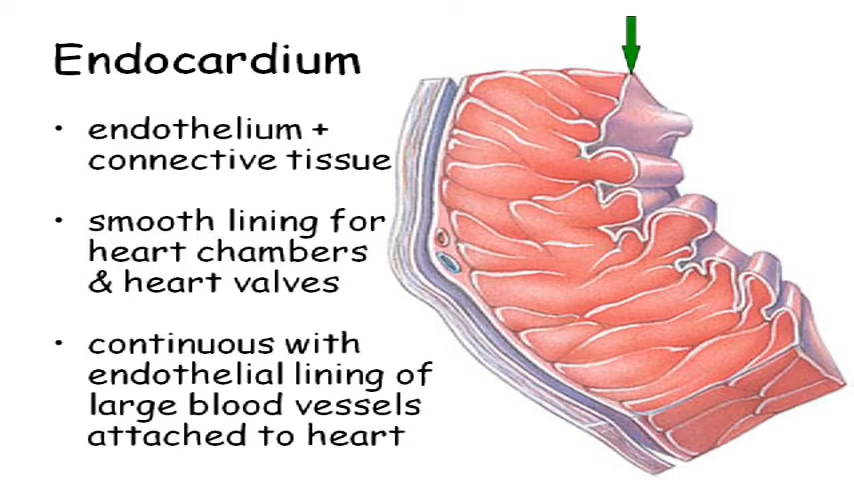 Endocardium
• endothelium +
connective tissue
• smooth lining for
heart chambers
& heart valves
• continuous with
endothelial lining of
large blood vessels
attached to heart